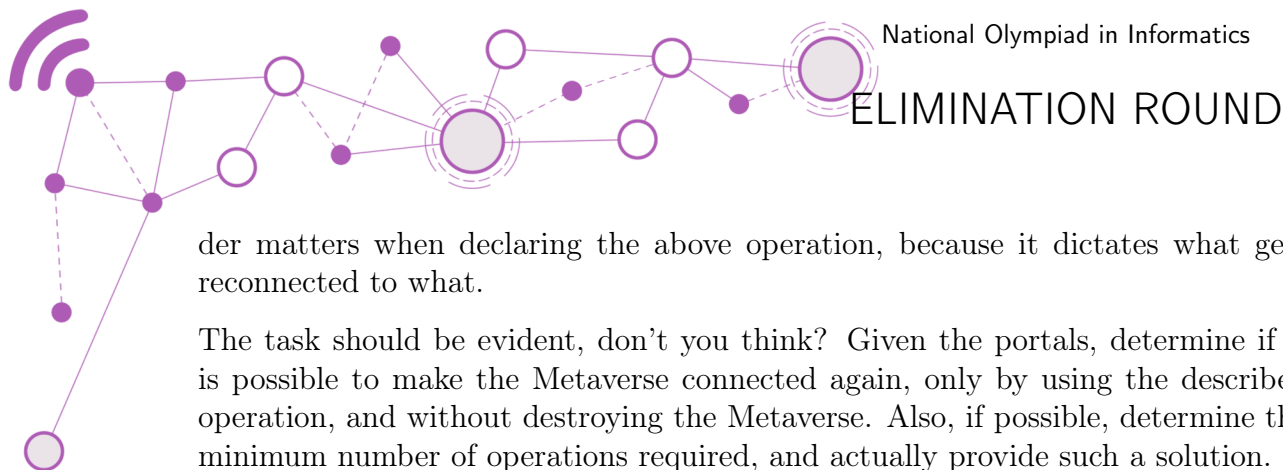 National Olympiad in Informatics
ELIMINATION ROUND
der matters when declaring the above operation, because it dictates what ge
reconnected to what.
The task should be evident, don't you think? Given the portals, determine if
is possible to make the Metaverse connected again, only by using the describe
operation, and without destroying the Metaverse. Also, if possible, determine th
minimum number of operations required, and actually provide such a solution.